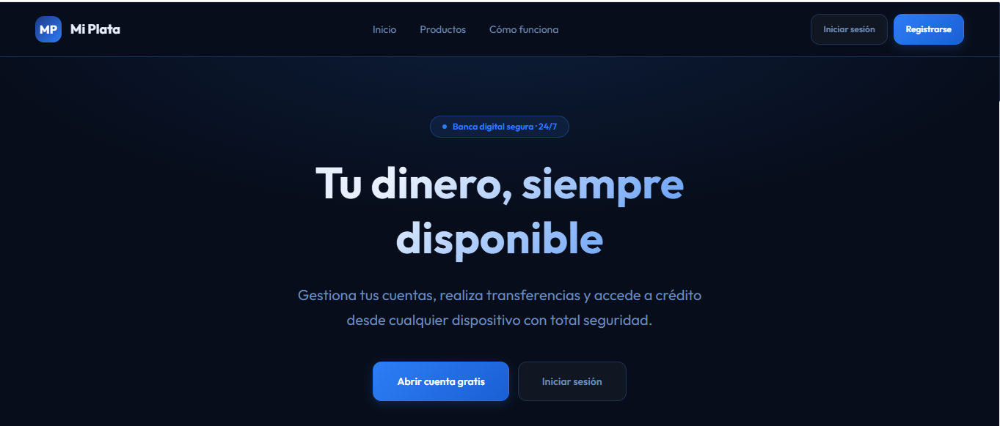 MP
Mi Plata
Inicio
Productos
Cómo funciona
Iniciar sesión
Registrarse
Banca digital segura · 24/7
Tu dinero, siempre
disponible
Gestiona tus cuentas, realiza transferencias y accede a crédito
desde cualquier dispositivo con total seguridad.
Abrir cuenta gratis
Iniciar sesión